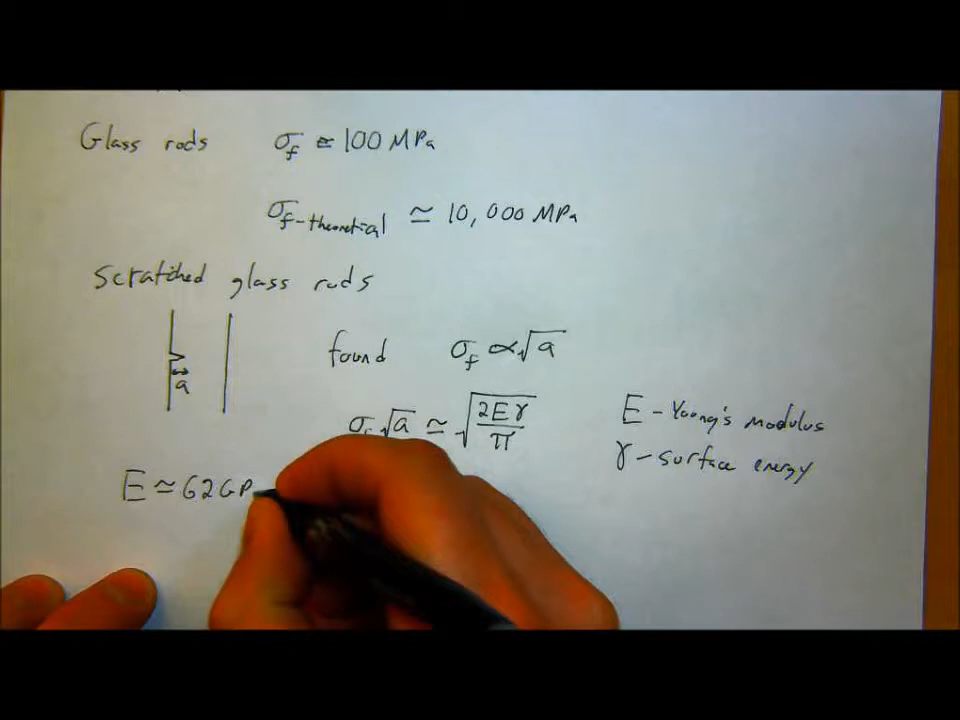 Glass rods σf ≃ 100 MPa
σf-theoretical ≃ 10,000 MPa
Scratched glass rods
a
found σf ∝ √a
σf √a ≃ √(2Eγ/π)
E - Young's modulus
γ - surface energy
E ≃ 62 GP